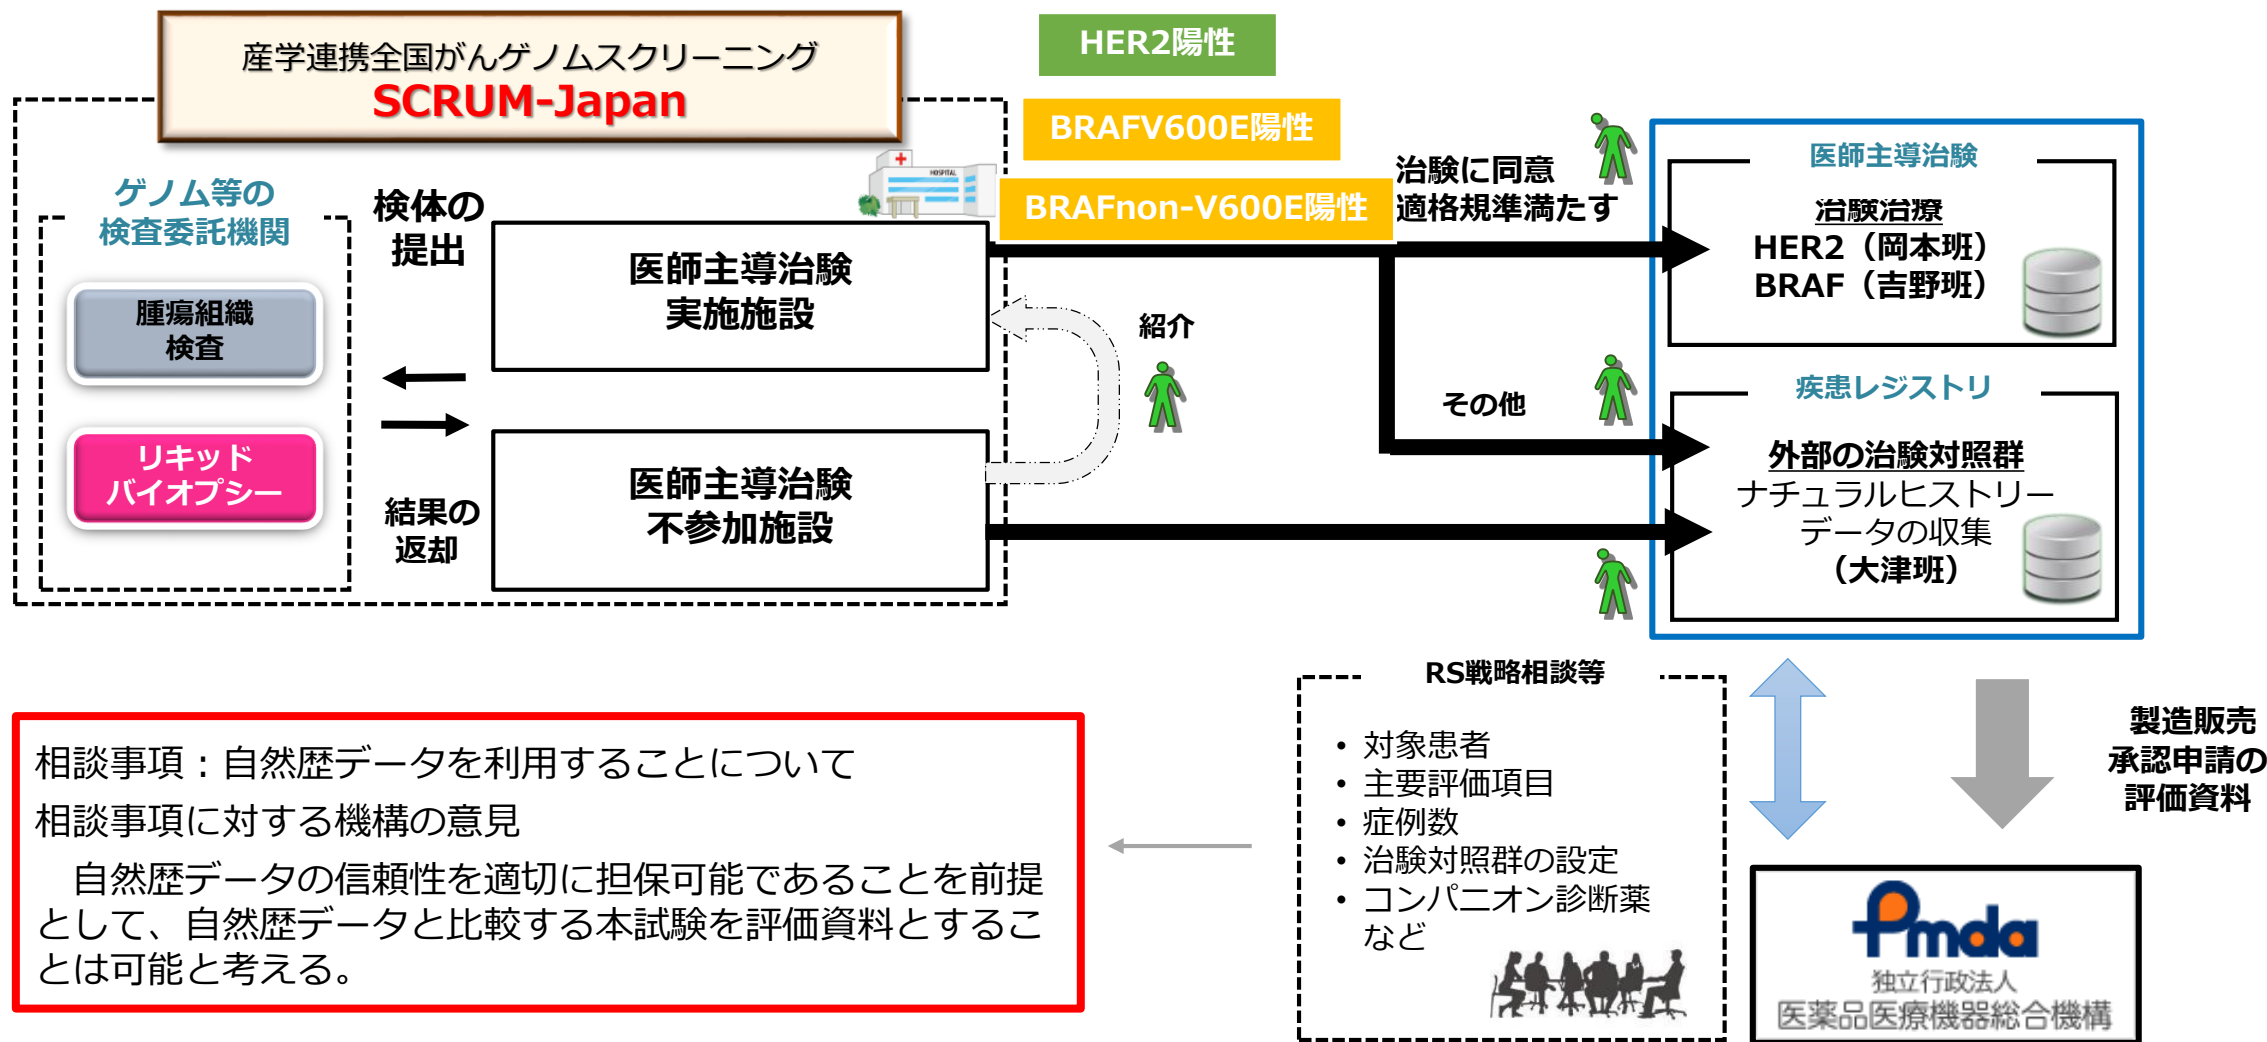 産学連携全国がんゲノムスクリーニング
SCRUM-Japan
HER2陽性
BRAFV600E陽性
BRAFnon-V600E陽性
ゲノム等の
検査委託機関
腫瘍組織
検査
リキッド
バイオプシー
検体の
提出
結果の
返却
HOSPITAL
医師主導治験
実施施設
医師主導治験
不参加施設
紹介
治験に同意
適格規準満たす
その他
医師主導治験
治験治療
HER2（岡本班）
BRAF（吉野班）
疾患レジストリ
外部の治験対照群
ナチュラルヒストリー
データの収集
（大津班）
RS戦略相談等
• 対象患者
• 主要評価項目
• 症例数
• 治験対照群の設定
• コンパニオン診断薬
など
製造販売
承認申請の
評価資料
Pmda
独立行政法人
医薬品医療機器総合機構
相談事項：自然歴データを利用することについて
相談事項に対する機構の意見
　自然歴データの信頼性を適切に担保可能であることを前提
として、自然歴データと比較する本試験を評価資料とするこ
とは可能と考える。